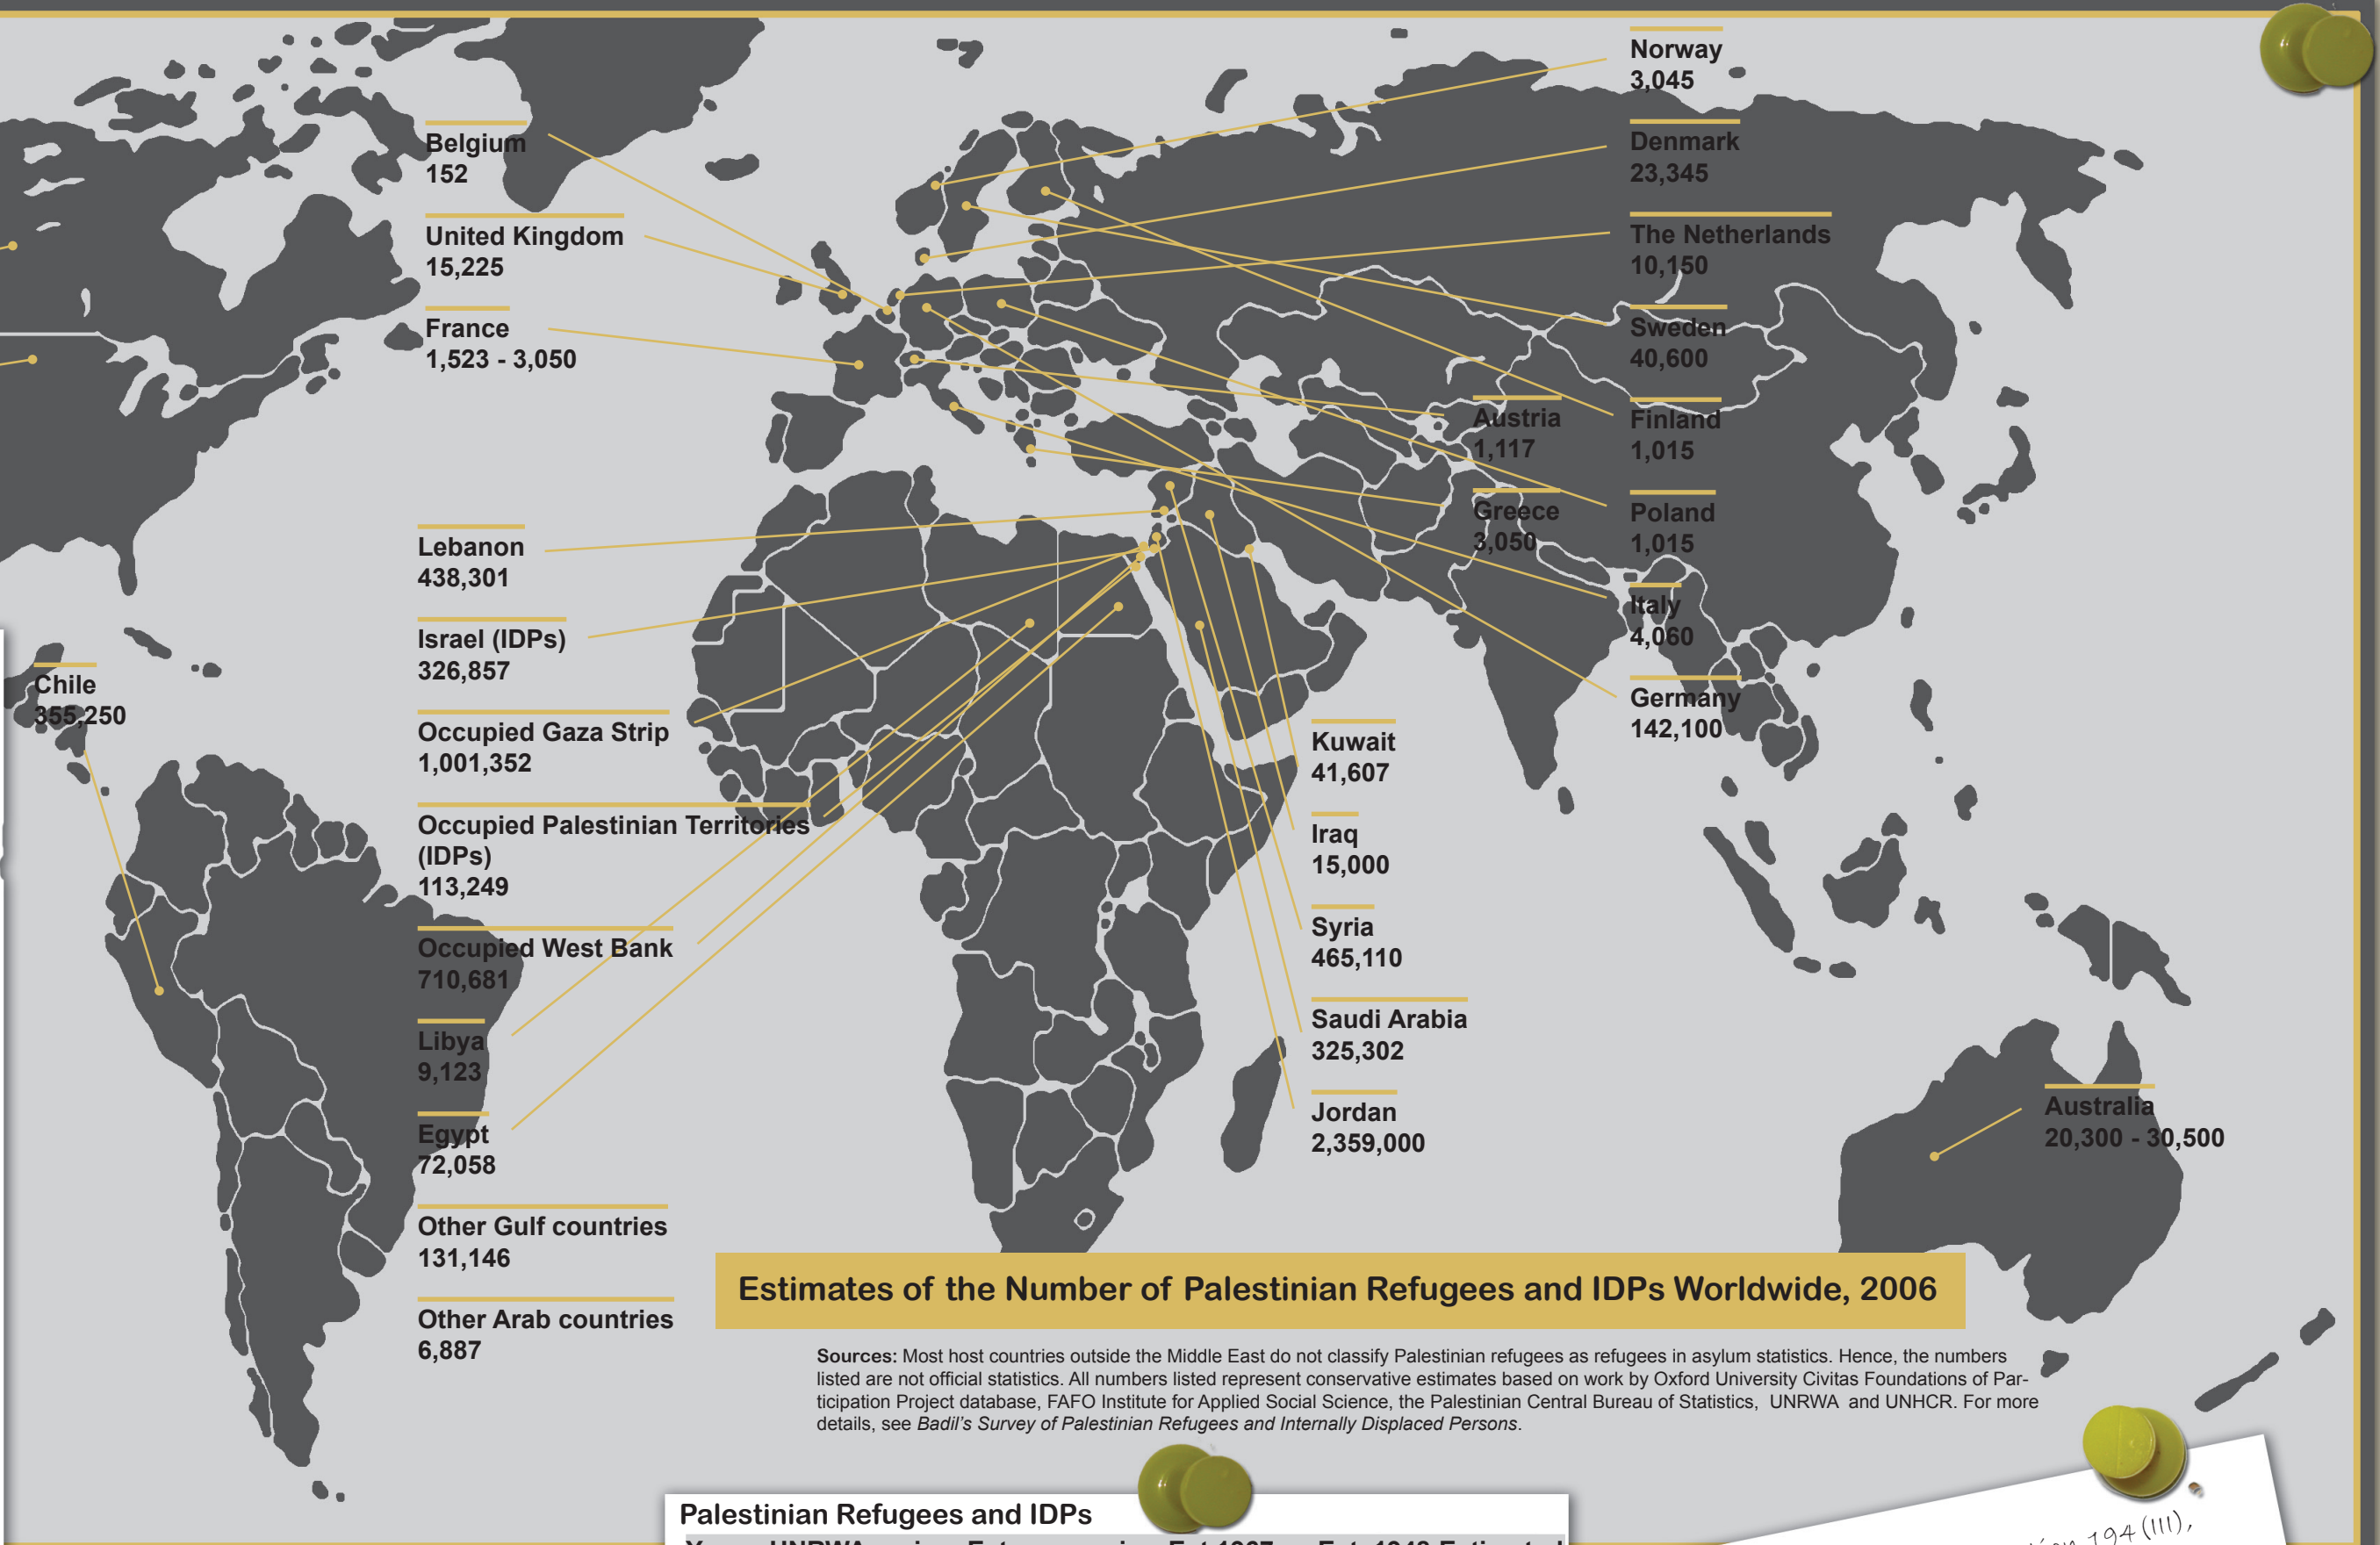 Norway
3,045
Belgium
152
Denmark
23,345
United Kingdom
15,225
The Netherlands
10,150
France
1,523 - 3,050
Sweden
40,600
Austria
1,117
Finland
1,015
Greece
3,050
Poland
1,015
Lebanon
438,301
Italy
4,060
Israel (IDPs)
326,857
Chile
355,250
Germany
142,100
Occupied Gaza Strip
1,001,352
Kuwait
41,607
Occupied Palestinian Territories
(IDPs)
113,249
Iraq
15,000
Occupied West Bank
710,681
Syria
465,110
Libya
9,123
Saudi Arabia
325,302
Egypt
72,058
Jordan
2,359,000
Australia
20,300 - 30,500
Other Gulf countries
131,146
Other Arab countries
6,887
Estimates of the Number of Palestinian Refugees and IDPs Worldwide, 2006
Sources: Most host countries outside the Middle East do not classify Palestinian refugees as refugees in asylum statistics. Hence, the numbers
listed are not official statistics. All numbers listed represent conservative estimates based on work by Oxford University Civitas Foundations of Par-
ticipation Project database, FAFO Institute for Applied Social Science, the Palestinian Central Bureau of Statistics, UNRWA and UNHCR. For more
details, see Badil's Survey of Palestinian Refugees and Internally Displaced Persons.
Palestinian Refugees and IDPs
194 (III),